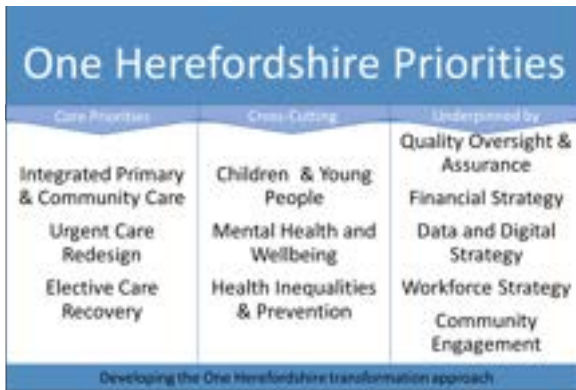 One Herefordshire Priorities
Core Priorities
Integrated Primary
& Community Care
Urgent Care
Redesign
Elective Care
Recovery
Cross-Cutting
Children & Young
People
Mental Health and
Wellbeing
Health Inequalities
& Prevention
Underpinned by
Quality Oversight &
Assurance
Financial Strategy
Data and Digital
Strategy
Workforce Strategy
Community
Engagement
Developing the One Herefordshire transformation approach